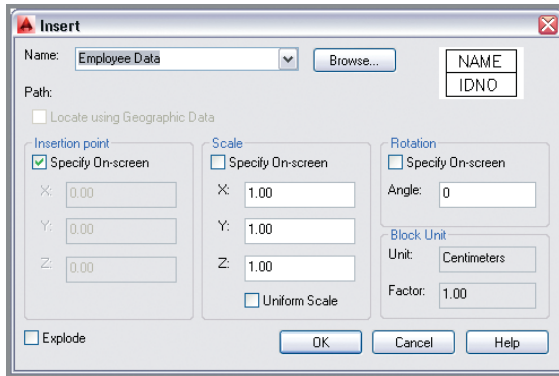 Insert
Name: Employee Data Browse...
NAME
IDNO
Path:
Locate using Geographic Data
Insertion point
Specify On-screen
X: 0.00
Y: 0.00
Z: 0.00
Scale
Specify On-screen
X: 1.00
Y: 1.00
Z: 1.00
Uniform Scale
Rotation
Specify On-screen
Angle: 0
Block Unit
Unit: Centimeters
Factor: 1.00
Explode OK Cancel Help